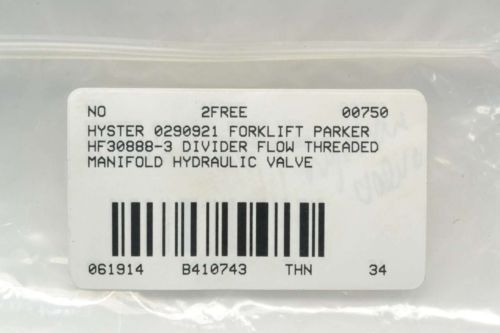 NO 2FREE 00750
HYSTER 0290921 FORKLIFT PARKER
HF30888-3 DIVIDER FLOW THREADED
MANIFOLD HYDRAULIC VALVE
061914 B410743 THN 34